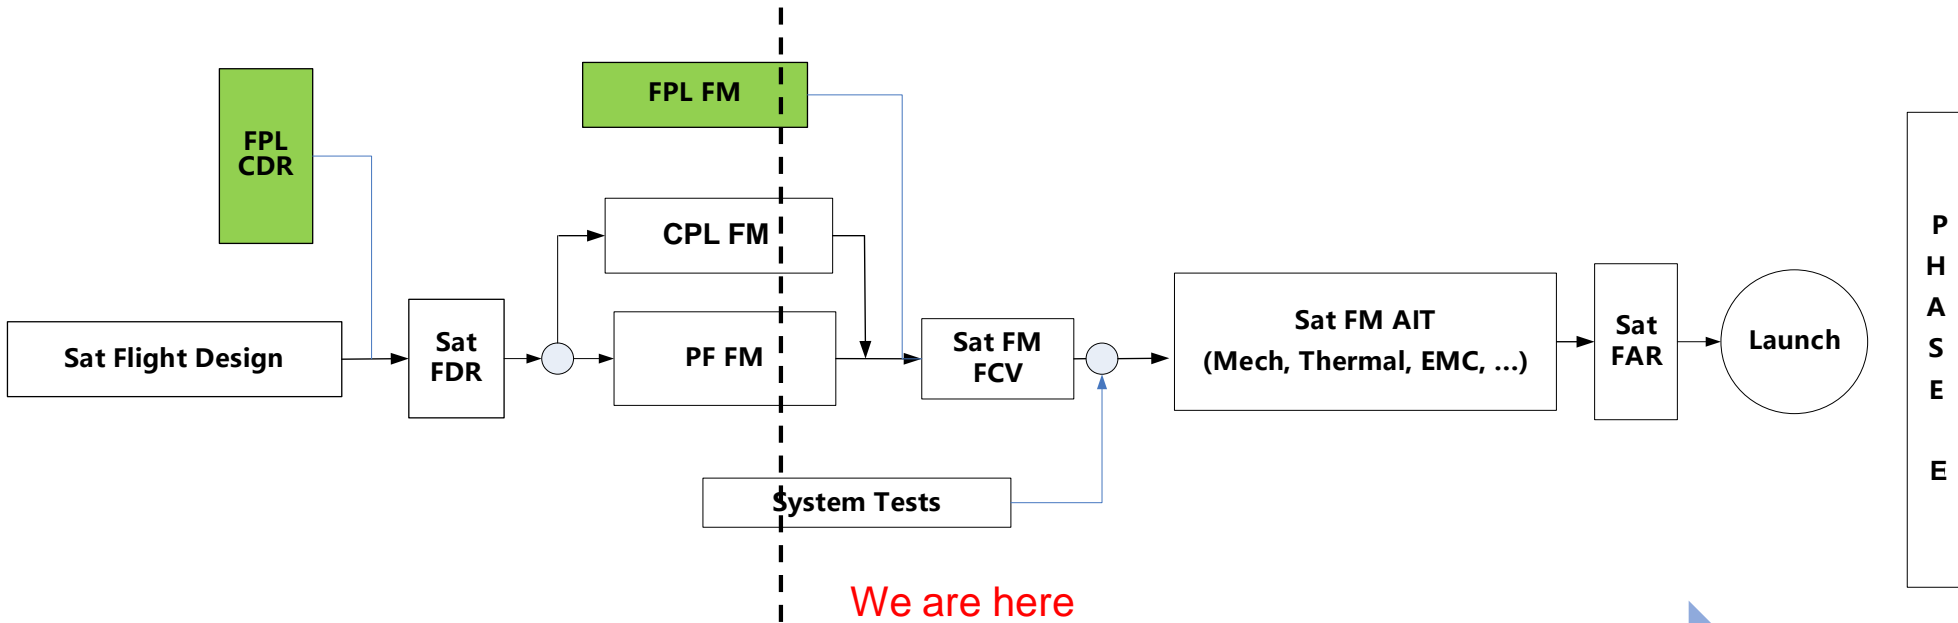 FPL
CDR
FPL FM
CPL FM
Sat Flight Design
Sat
FDR
PF FM
Sat FM
FCV
Sat FM AIT
(Mech, Thermal, EMC, ...)
Sat
FAR
Launch
System Tests
We are here
P
H
A
S
E
E